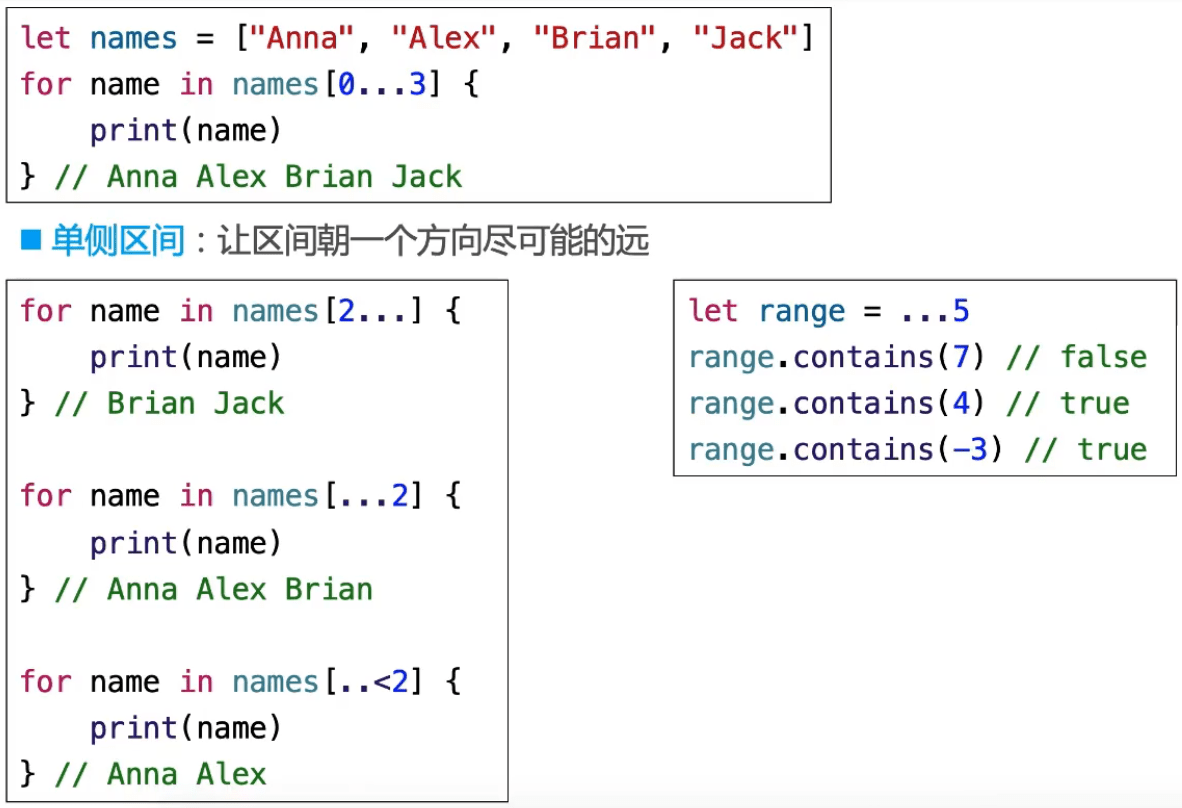 let names = ["Anna", "Alex", "Brian", "Jack"]
for name in names[0...3] {
    print(name)
} // Anna Alex Brian Jack
■ 单侧区间：让区间朝一个方向尽可能的远
for name in names[2...] {
    print(name)
} // Brian Jack
for name in names[...2] {
    print(name)
} // Anna Alex Brian
for name in names[..<2] {
    print(name)
} // Anna Alex
let range = ...5
range.contains(7) // false
range.contains(4) // true
range.contains(-3) // true